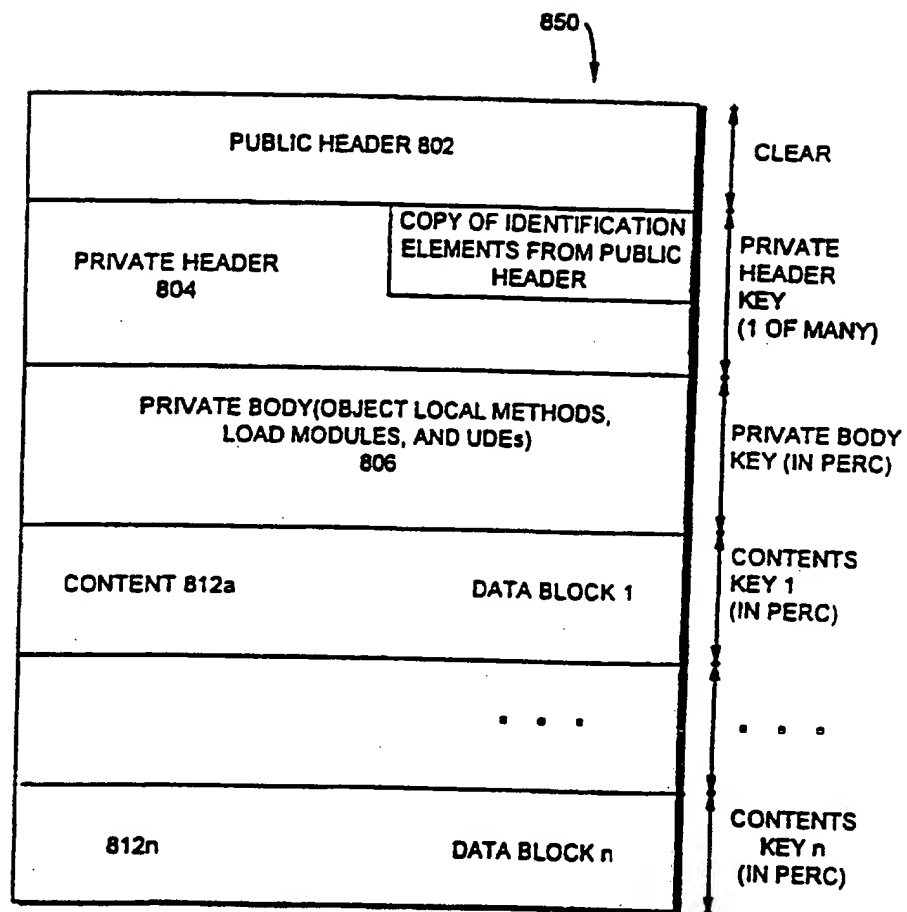 850
PUBLIC HEADER 802
CLEAR
PRIVATE HEADER
804
COPY OF IDENTIFICATION
ELEMENTS FROM PUBLIC
HEADER
PRIVATE
HEADER
KEY
(1 OF MANY)
PRIVATE BODY(OBJECT LOCAL METHODS,
LOAD MODULES, AND UDEs)
806
PRIVATE BODY
KEY (IN PERC)
CONTENT 812a
DATA BLOCK 1
CONTENTS
KEY 1
(IN PERC)
. . .
. . .
812n
DATA BLOCK n
CONTENTS
KEY n
(IN PERC)